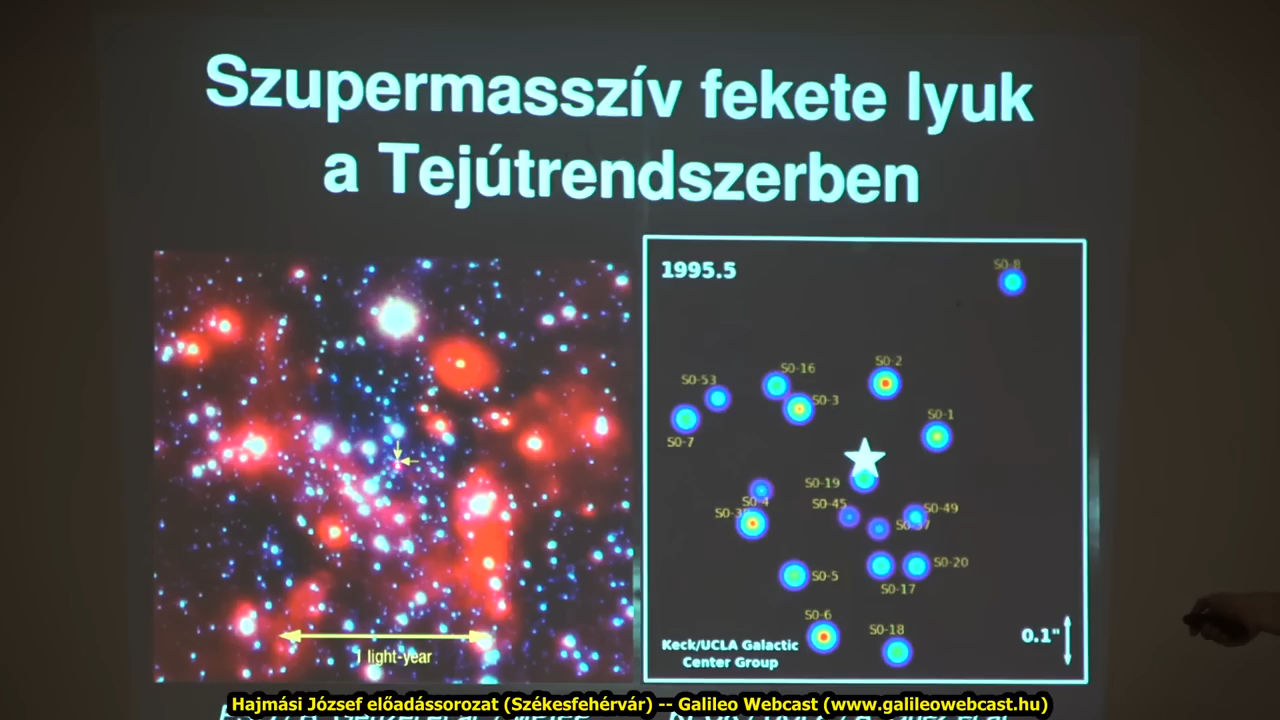 Szupermasszív fekete lyuk
a Tejútrendszerben
1995.5
S0-8
S0-2
S0-16
S0-53
S0-3
S0-1
S0-7
S0-19
S0-4
S0-45
S0-49
S0-5
S0-20
S0-17
S0-6
S0-18
0.1"
Keck/UCLA Galactic
Center Group
1 light-year
Hajmási József előadássorozat (Székesfehérvár) -- Galileo Webcast (www.galileowebcast.hu)